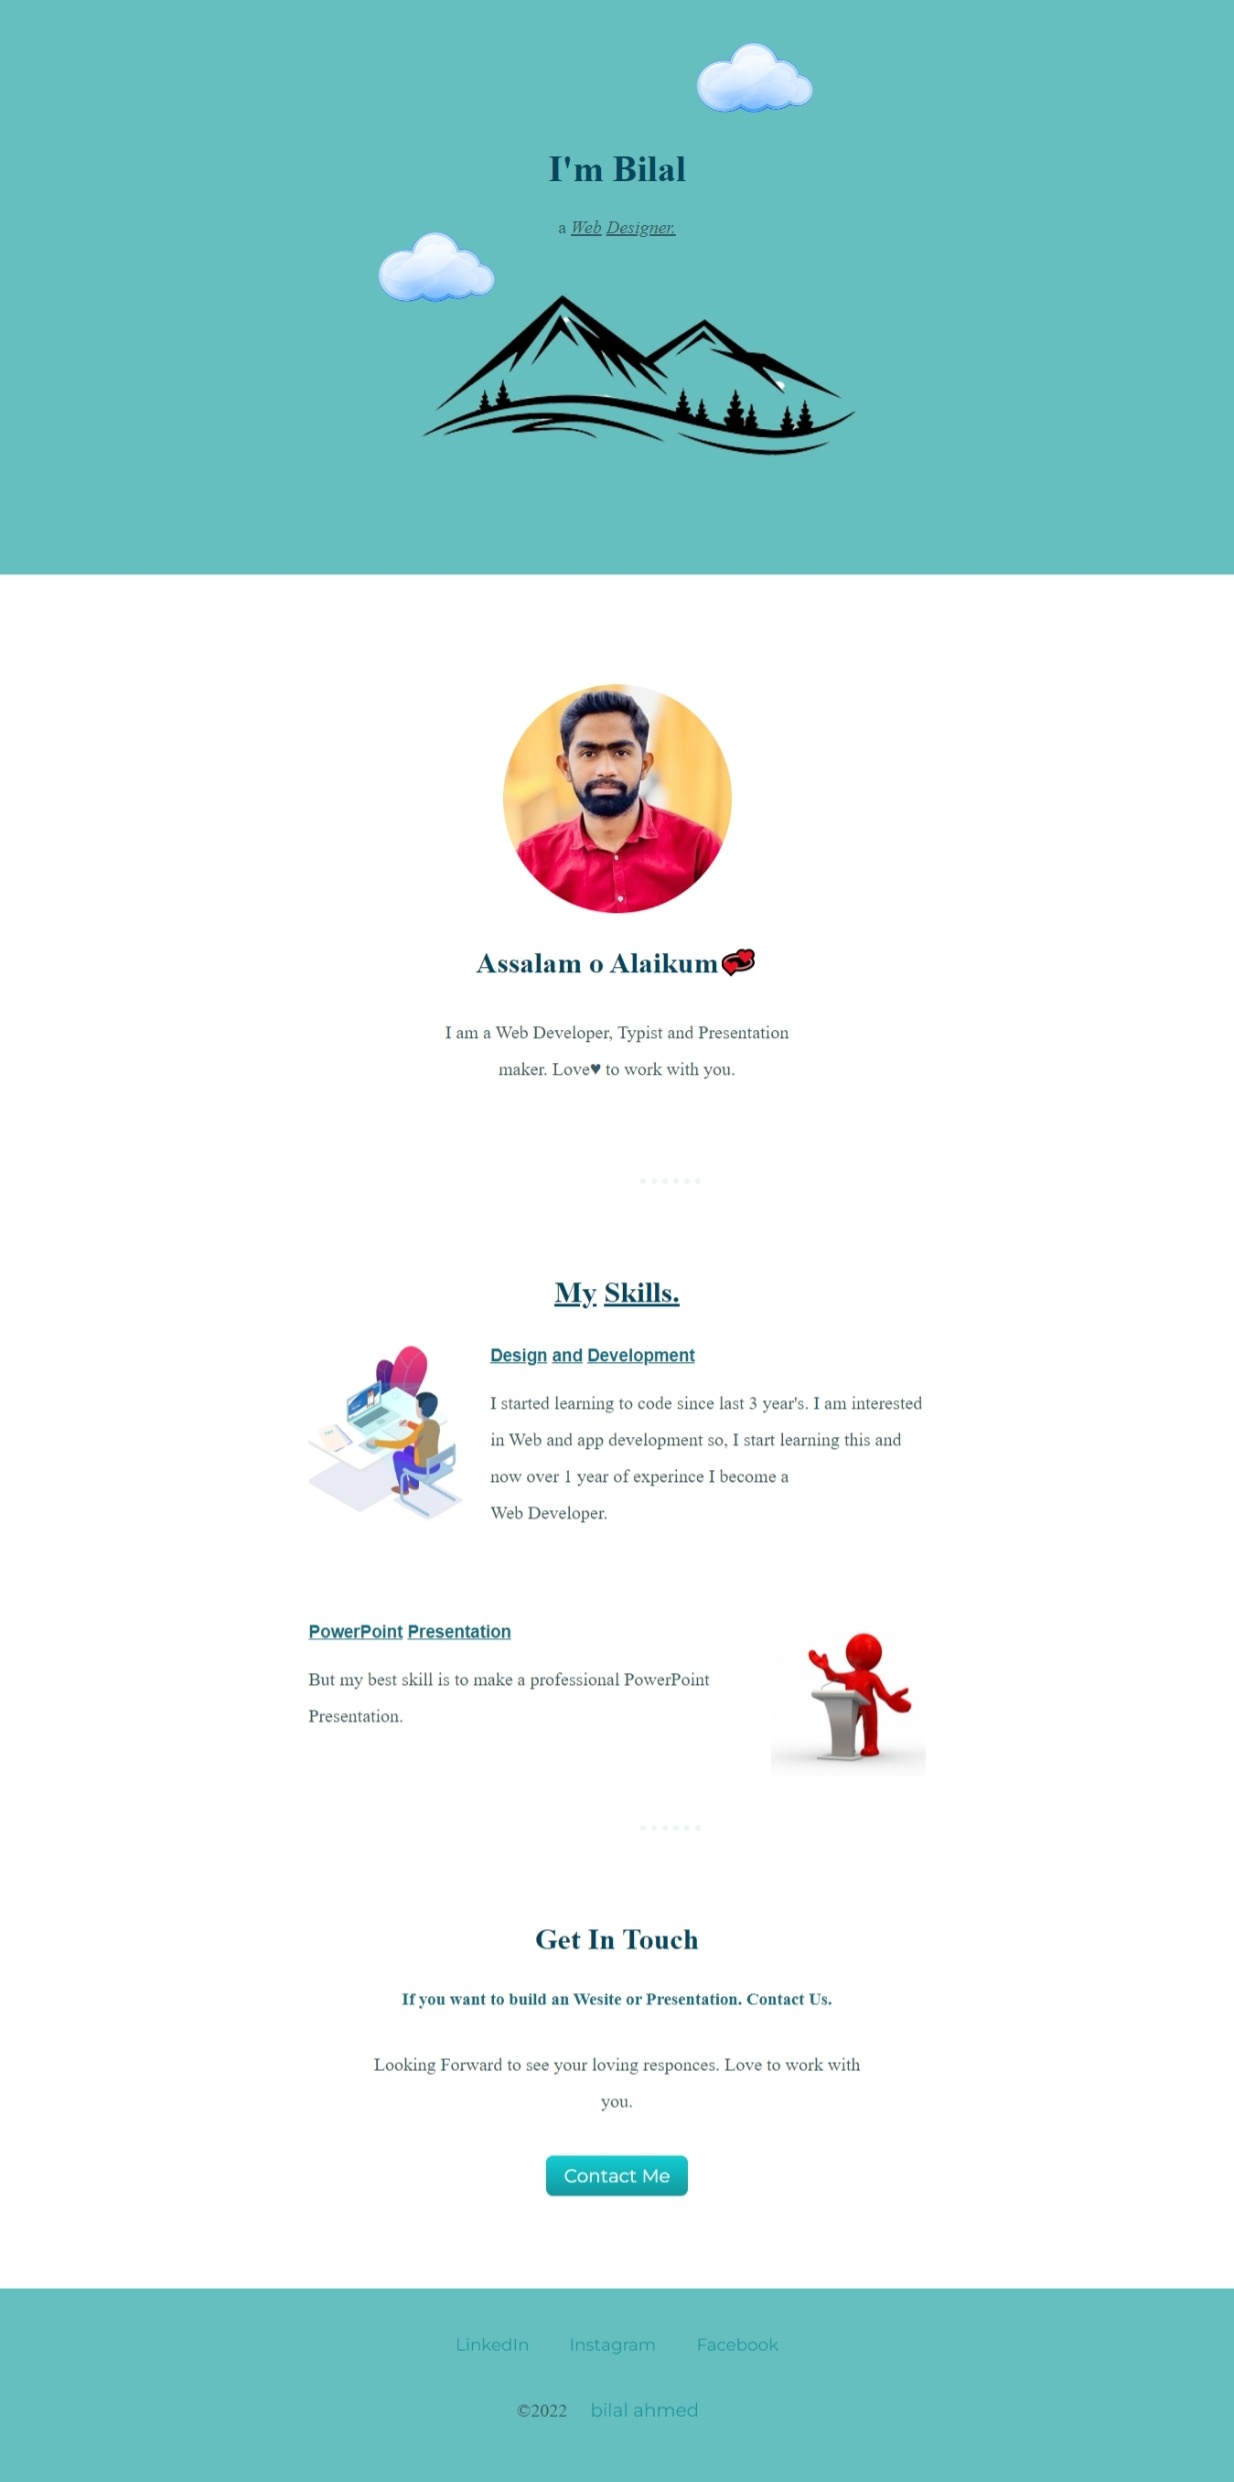 I'm Bilal
a Web Designer.
Assalam o Alaikum💞
I am a Web Developer, Typist and Presentation
maker. Love♥ to work with you.
My Skills.
Design and Development
I started learning to code since last 3 year's. I am interested
in Web and app development so, I start learning this and
now over 1 year of experince I become a
Web Developer.
PowerPoint Presentation
But my best skill is to make a professional PowerPoint
Presentation.
Get In Touch
If you want to build an Wesite or Presentation. Contact Us.
Looking Forward to see your loving responces. Love to work with
you.
Contact Me
LinkedIn Instagram Facebook
©2022 bilal ahmed